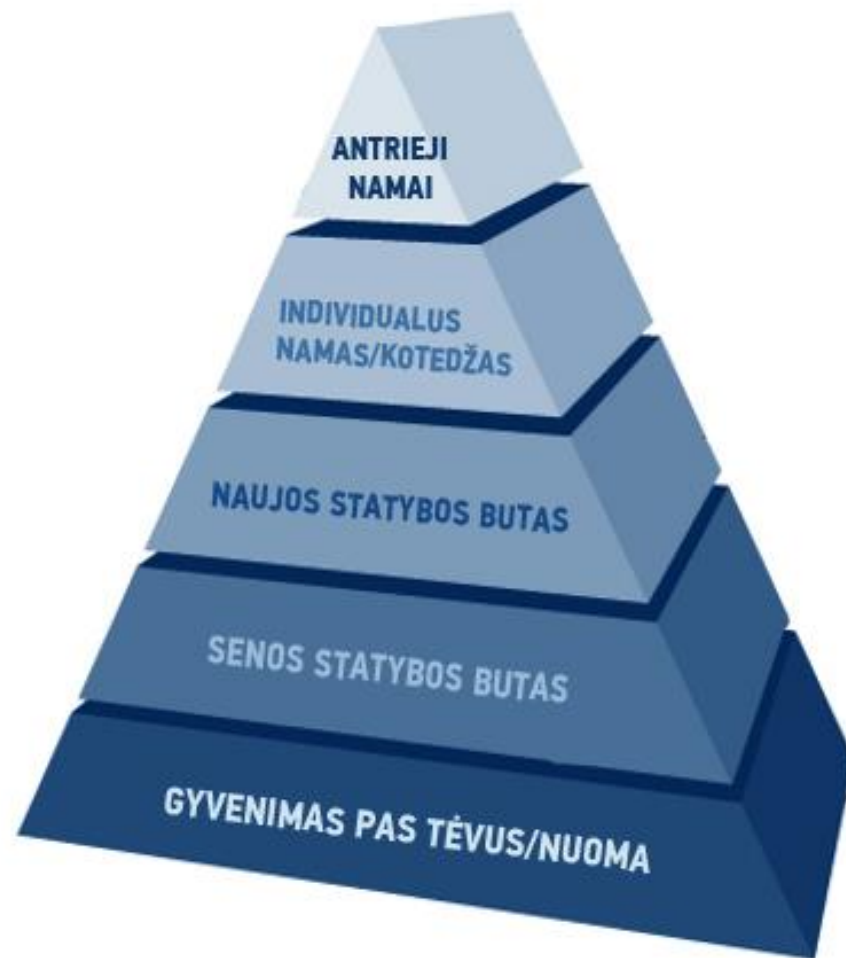 ANTRIEJI
NAMAI
INDIVIDUALUS
NAMAS/KOTEDŽAS
NAUJOS STATYBOS BUTAS
SENOS STATYBOS BUTAS
GYVENIMAS PAS TĖVUS/NUOMA